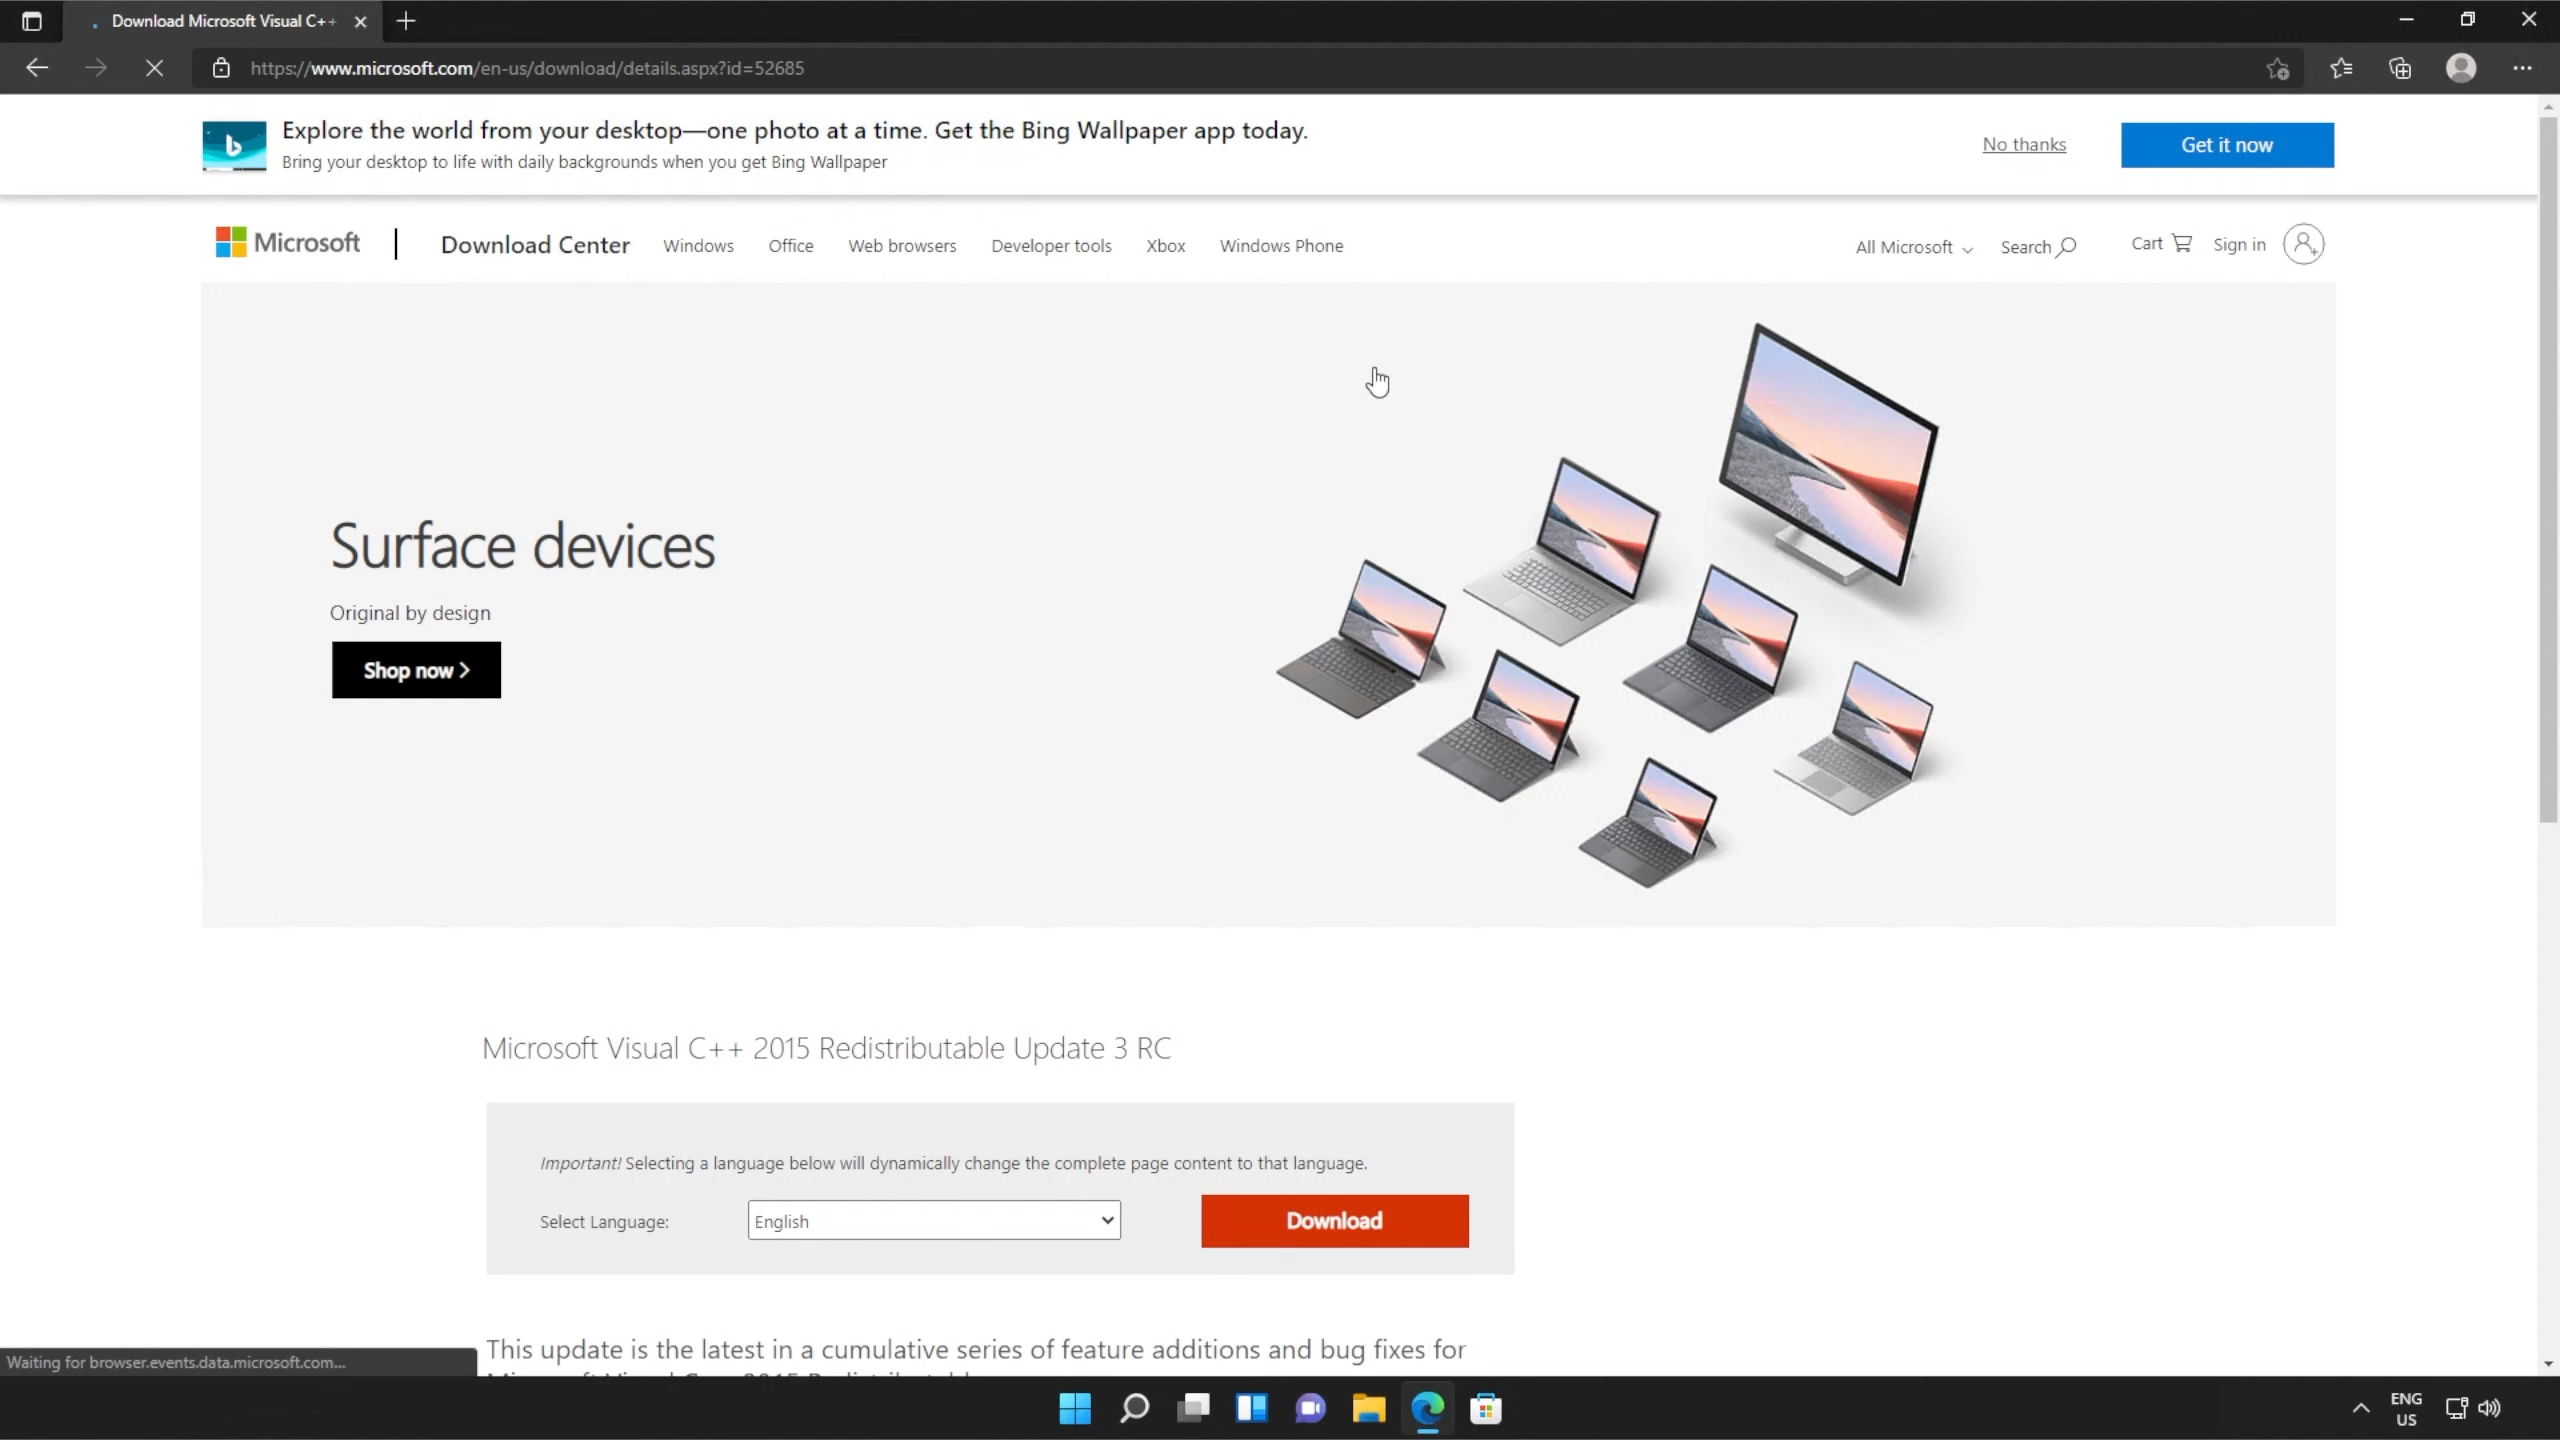 Download Microsoft Visual C++
https://www.microsoft.com/en-us/download/details.aspx?id=52685
Explore the world from your desktop—one photo at a time. Get the Bing Wallpaper app today.
Bring your desktop to life with daily backgrounds when you get Bing Wallpaper
No thanks
Get it now
Microsoft
Download Center
Windows
Office
Web browsers
Developer tools
Xbox
Windows Phone
All Microsoft
Search
Cart
Sign in
Surface devices
Original by design
Shop now
Microsoft Visual C++ 2015 Redistributable Update 3 RC
Important! Selecting a language below will dynamically change the complete page content to that language.
Select Language:
English
Download
This update is the latest in a cumulative series of feature additions and bug fixes for
Waiting for browser.events.data.microsoft.com...
ENG
US